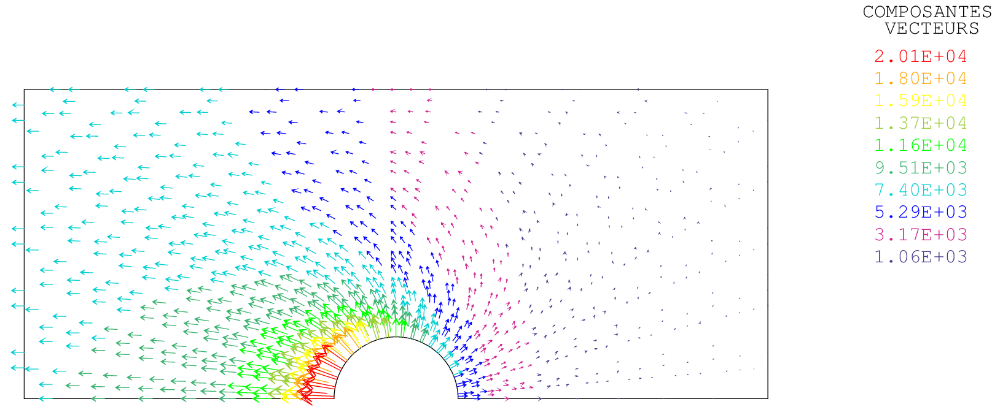 COMPOSANTES
VECTEURS
2.01E+04
1.80E+04
1.59E+04
1.37E+04
1.16E+04
9.51E+03
7.40E+03
5.29E+03
3.17E+03
1.06E+03